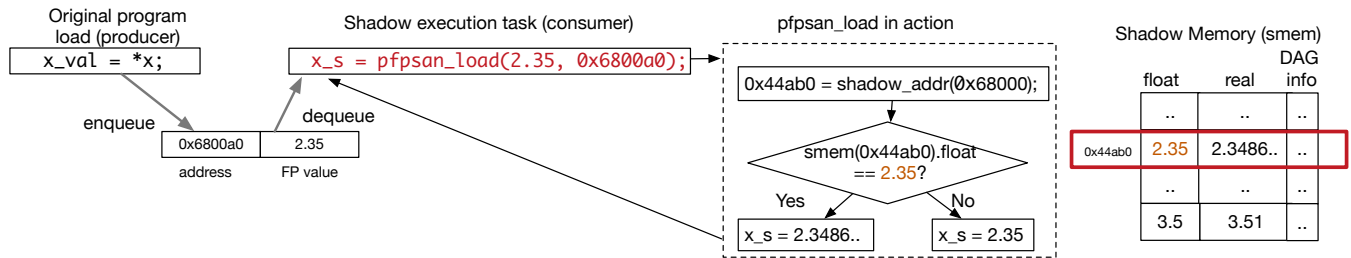 Original program
load (producer)
x_val = *x;
enqueue
0x6800a0 2.35
address FP value
dequeue
Shadow execution task (consumer)
x_s = pfpsan_load(2.35, 0x6800a0);
pfpsan_load in action
0x44ab0 = shadow_addr(0x68000);
smem(0x44ab0).float
== 2.35?
Yes No
x_s = 2.3486.. x_s = 2.35
Shadow Memory (smem)
float real DAG
info
.. .. ..
0x44ab0 2.35 2.3486.. ..
.. .. ..
3.5 3.51 ..